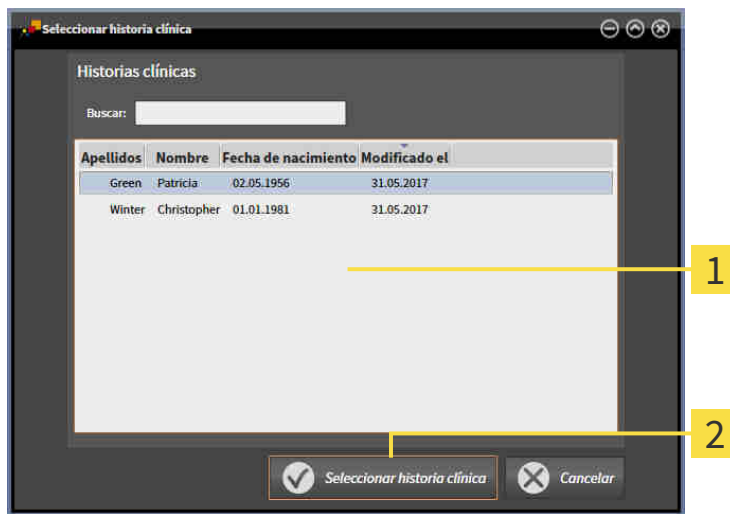 Seleccionar historia clínica
Historias clínicas
Buscar:
Apellidos Nombre Fecha de nacimiento Modificado el
Green Patricia 02.05.1956 31.05.2017
Winter Christopher 01.01.1981 31.05.2017
1
2
Seleccionar historia clínica Cancelar